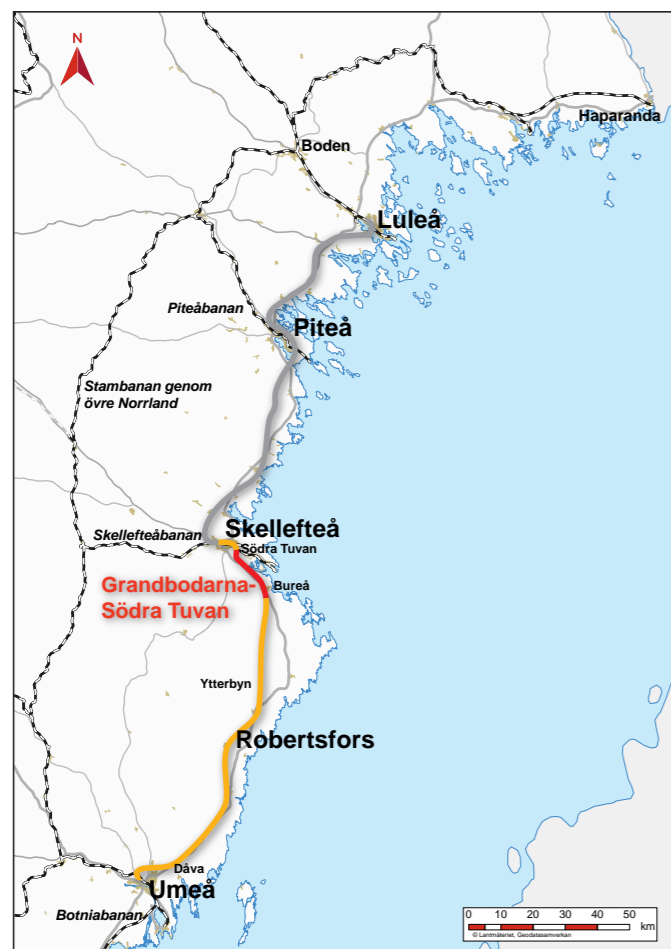 N
Haparanda
Boden
Luleå
Piteåbanan
Piteå
Stambanan genom
övre Norrland
Skellefteå
Skellefteåbanan
Södra Tuvan
Grandbodarna-
Södra Tuvan
Bureå
Ytterbyn
Robertsfors
Dåva
Umeå
Botniabanan
0 10 20 30 40 50
km
© Lantmäteriet, Geodatasamverkan